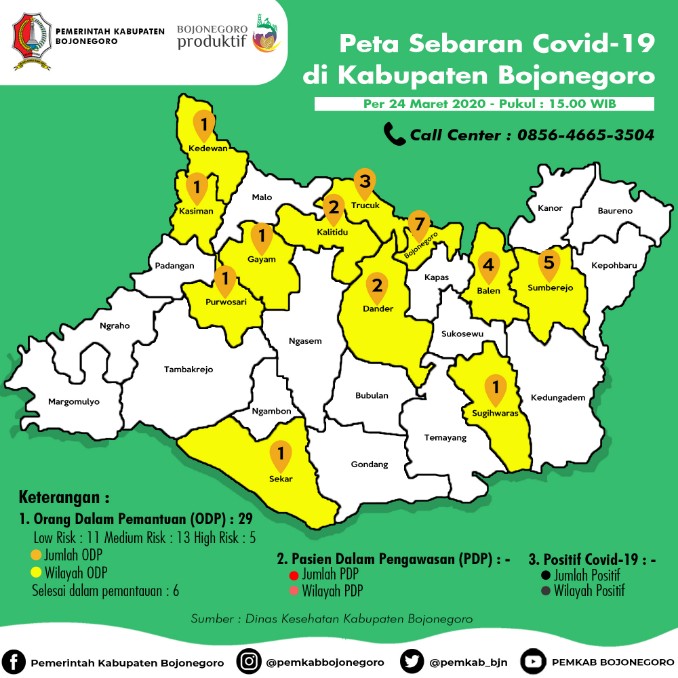 PEMERINTAH KABUPATEN
BOJONEGORO
BOJONEGORO
produktif
Peta Sebaran Covid-19
di Kabupaten Bojonegoro
Per 24 Maret 2020 - Pukul : 15.00 WIB
Call Center : 0856-4665-3504
1
Kedewan
1
Kasiman
Malo
3
Trucuk
2
Kalitidu
7
Bojonegoro
Kanor
Baureno
1
Gayam
Padangan
1
Purwosari
2
Dander
Kapas
4
Balen
5
Sumberejo
Kepohbaru
Ngraho
Ngasem
Sukosewu
Tambakrejo
Margomulyo
Bubulan
1
Sugihwaras
Kedungadem
Ngambon
Temayang
1
Sekar
Gondang
Keterangan :
1. Orang Dalam Pemantuan (ODP) : 29
Low Risk : 11 Medium Risk : 13 High Risk : 5
Jumlah ODP
Wilayah ODP
Selesai dalam pemantauan : 6
2. Pasien Dalam Pengawasan (PDP) : -
Jumlah PDP
Wilayah PDP
3. Positif Covid-19 : -
Jumlah Positif
Wilayah Positif
Sumber : Dinas Kesehatan Kabupaten Bojonegoro
Pemerintah Kabupaten Bojonegoro
@pemkabbojonegoro
@pemkab_bjn
PEMKAB BOJONEGORO